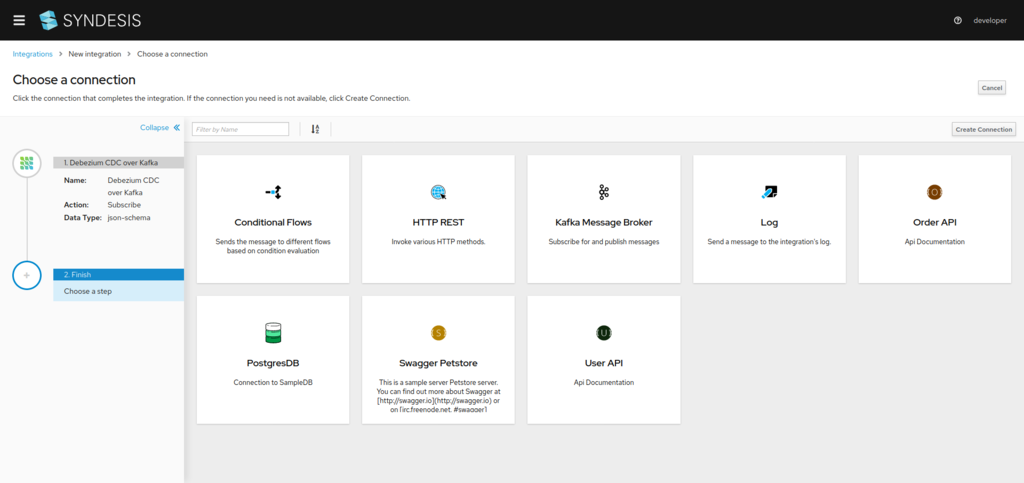 SYNDESIS
developer
Integrations > New integration > Choose a connection
Choose a connection
Click the connection that completes the integration. If the connection you need is not available, click Create Connection.
Cancel
Collapse
Filter by Name
Create Connection
1. Debezium CDC over Kafka
Name: Debezium CDC
over Kafka
Action: Subscribe
Data Type: json-schema
2. Finish
Choose a step
Conditional Flows
Sends the message to different flows
based on condition evaluation
HTTP REST
Invoke various HTTP methods.
Kafka Message Broker
Subscribe for and publish messages
Log
Send a message to the integration's log.
O
Order API
Api Documentation
PostgresDB
Connection to SampleDB
S
Swagger Petstore
This is a sample server Petstore server.
You can find out more about Swagger at
[http://swagger.io](http://swagger.io) or
on [irc.freenode.net, #swagger]
U
User API
Api Documentation